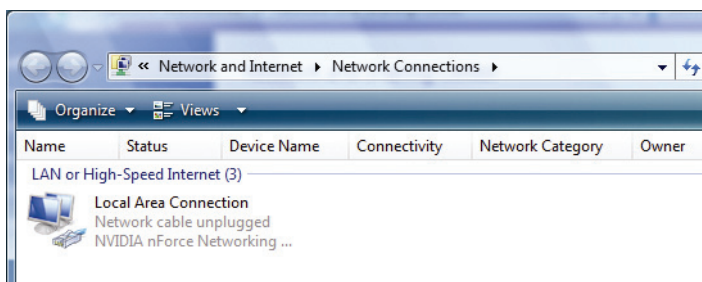 « Network and Internet ▸ Network Connections ▸
Organize Views
Name Status Device Name Connectivity Network Category Owner
LAN or High-Speed Internet (3)
Local Area Connection
Network cable unplugged
NVIDIA nForce Networking ...